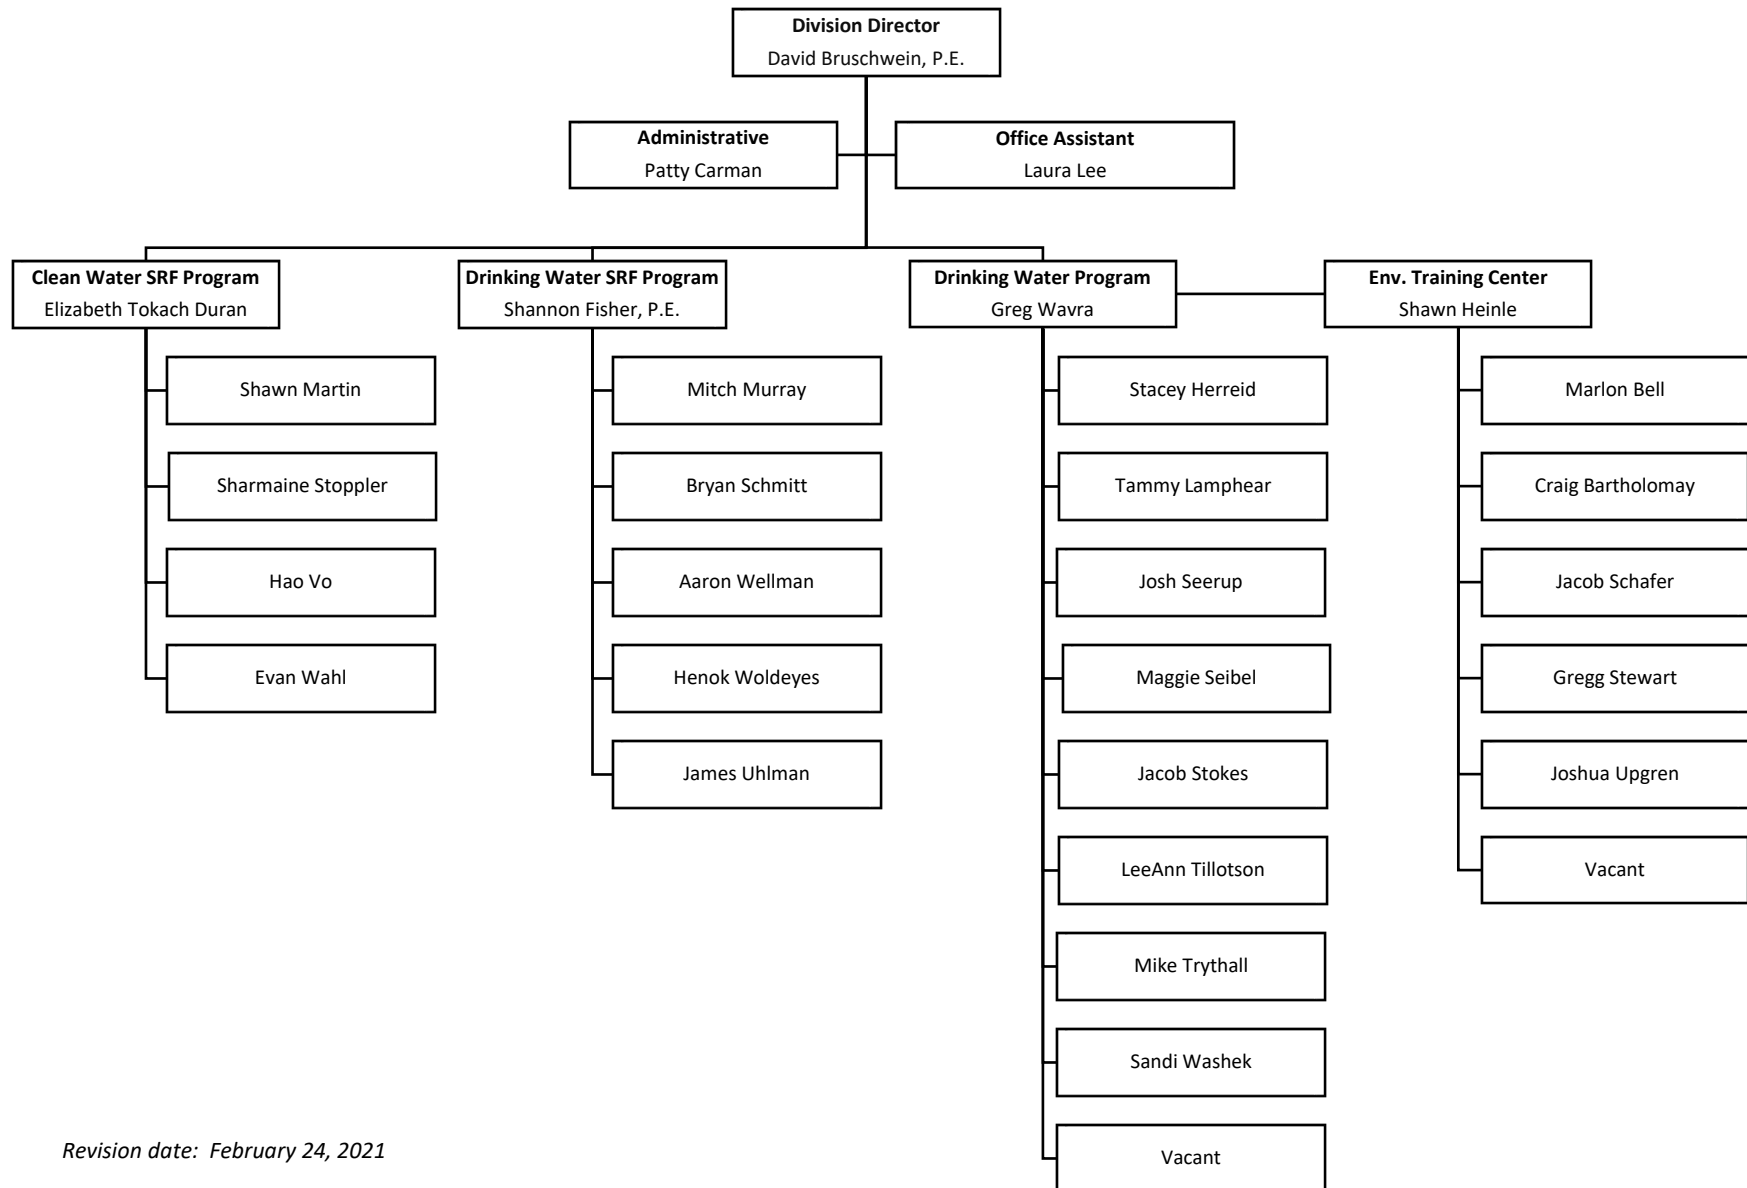 Division Director
David Bruschwein, P.E.
Administrative
Patty Carman
Office Assistant
Laura Lee
Clean Water SRF Program
Elizabeth Tokach Duran
Shawn Martin
Sharmaine Stoppler
Hao Vo
Evan Wahl
Drinking Water SRF Program
Shannon Fisher, P.E.
Mitch Murray
Bryan Schmitt
Aaron Wellman
Henok Woldeyes
James Uhlman
Drinking Water Program
Greg Wavra
Stacey Herreid
Tammy Lamphear
Josh Seerup
Maggie Seibel
Jacob Stokes
LeeAnn Tillotson
Mike Trythall
Sandi Washek
Vacant
Env. Training Center
Shawn Heinle
Marlon Bell
Craig Bartholomay
Jacob Schafer
Gregg Stewart
Joshua Upgren
Vacant
Revision date: February 24, 2021